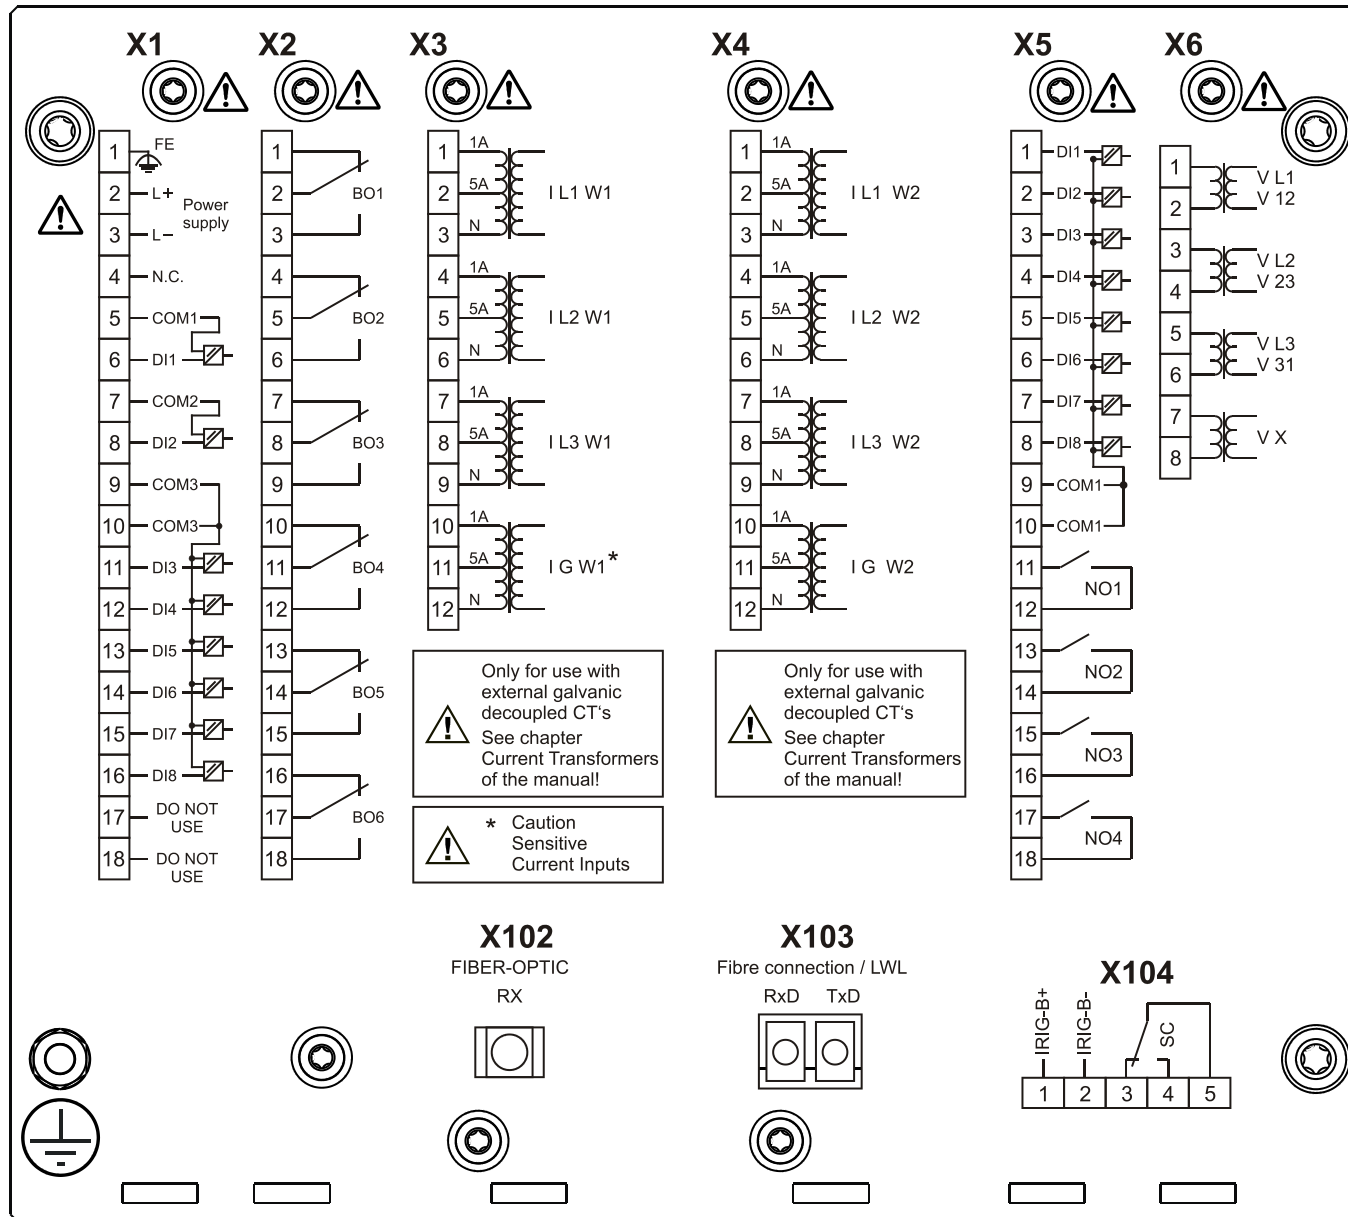 X1
1 FE
2 L+
Power
supply
3 L−
4 N.C.
5 COM1
6 DI1
7 COM2
8 DI2
9 COM3
10 COM3
11 DI3
12 DI4
13 DI5
14 DI6
15 DI7
16 DI8
17 DO NOT
USE
18 DO NOT
USE
X2
1
2 BO1
3
4
5 BO2
6
7
8 BO3
9
10
11 BO4
12
13
14 BO5
15
16
17 BO6
18
X3
1 1A
2 5A I L1 W1
3 N
4 1A
5 5A I L2 W1
6 N
7 1A
8 5A I L3 W1
9 N
10 1A
11 5A I G W1*
12 N
Only for use with
external galvanic
decoupled CT‘s
See chapter
Current Transformers
of the manual!
* Caution
Sensitive
Current Inputs
X4
1 1A
2 5A I L1 W2
3 N
4 1A
5 5A I L2 W2
6 N
7 1A
8 5A I L3 W2
9 N
10 1A
11 5A I G W2
12 N
Only for use with
external galvanic
decoupled CT‘s
See chapter
Current Transformers
of the manual!
X5
1 DI1
2 DI2
3 DI3
4 DI4
5 DI5
6 DI6
7 DI7
8 DI8
9 COM1
10 COM1
11
NO1
12
13
NO2
14
15
NO3
16
17
NO4
18
X6
1 V L1
2 V 12
3 V L2
4 V 23
5 V L3
6 V 31
7
V X
8
X102
FIBER-OPTIC
RX
X103
Fibre connection / LWL
RxD TxD
X104
IRIG-B+
IRIG-B-
SC
1 2 3 4 5